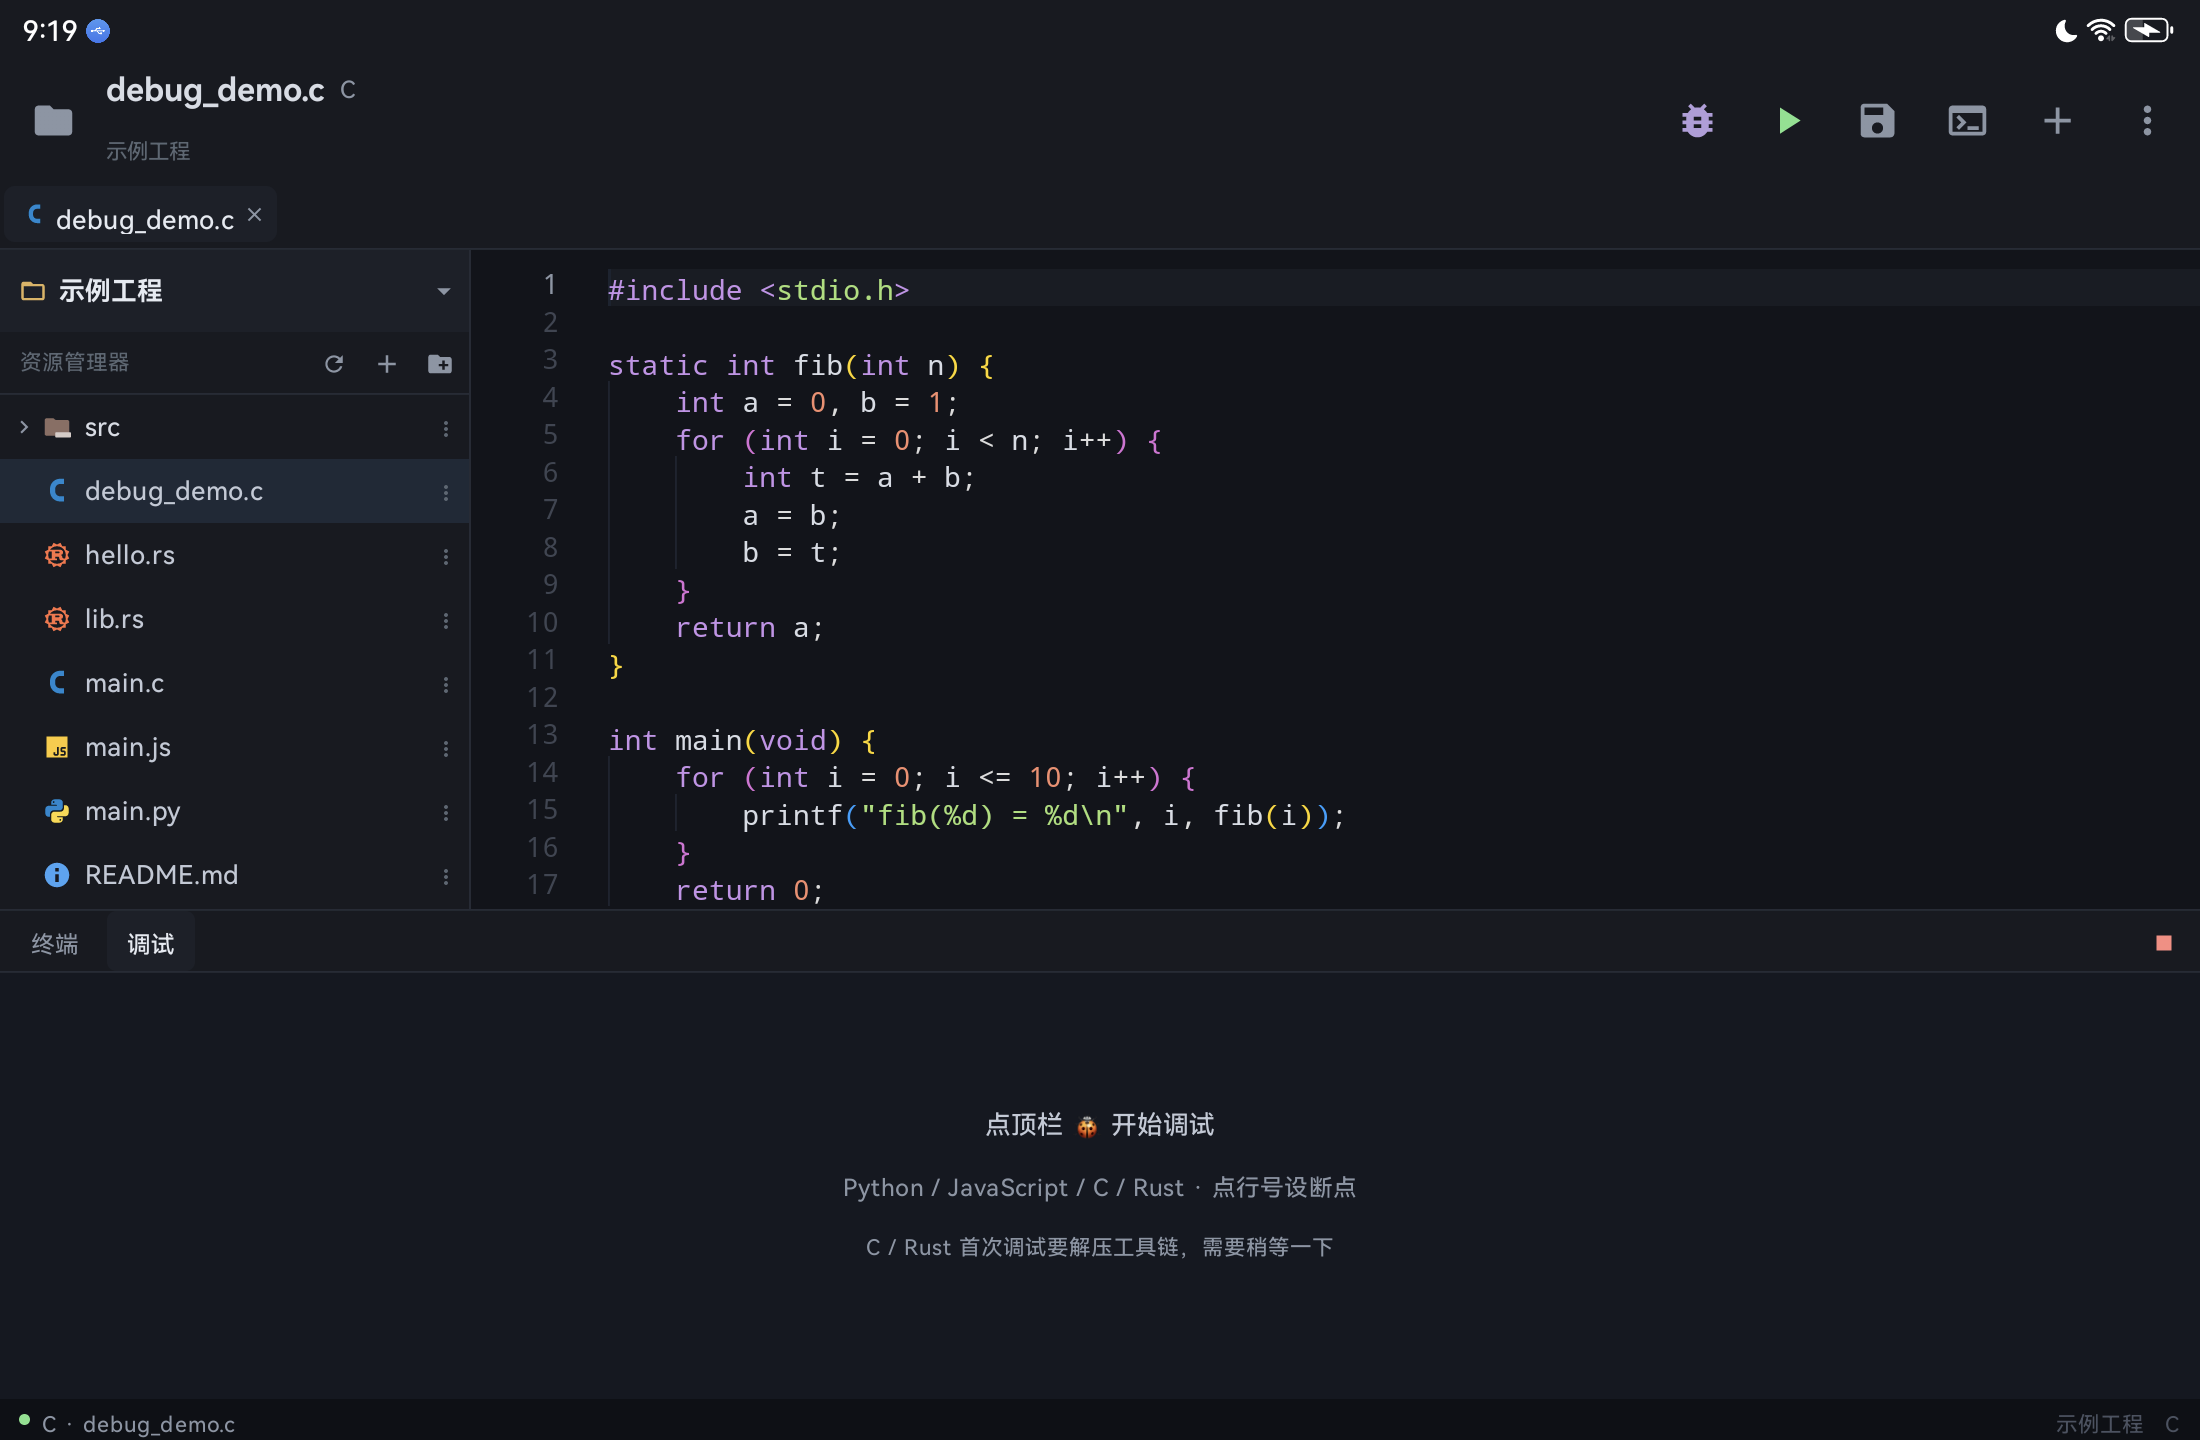 9:19
debug_demo.c C
示例工程
debug_demo.c
示例工程
资源管理器
src
debug_demo.c
hello.rs
lib.rs
main.c
main.js
main.py
README.md
1 #include <stdio.h>
2
3 static int fib(int n) {
4     int a = 0, b = 1;
5     for (int i = 0; i < n; i++) {
6         int t = a + b;
7         a = b;
8         b = t;
9     }
10     return a;
11 }
12
13 int main(void) {
14     for (int i = 0; i <= 10; i++) {
15         printf("fib(%d) = %d\n", i, fib(i));
16     }
17     return 0;
终端 调试
点顶栏 🐞 开始调试
Python / JavaScript / C / Rust · 点行号设断点
C / Rust 首次调试要解压工具链，需要稍等一下
C · debug_demo.c
示例工程 C